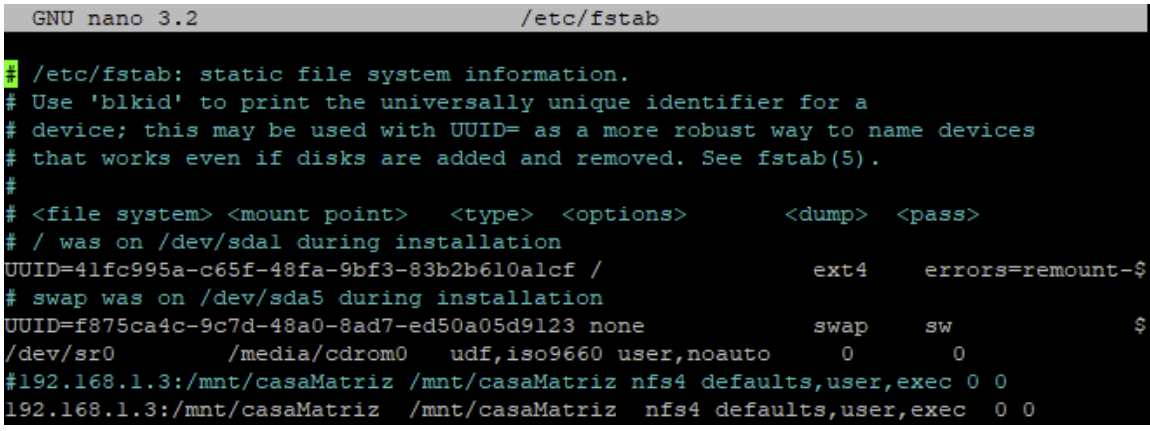 GNU nano 3.2 /etc/fstab
# /etc/fstab: static file system information.
# Use 'blkid' to print the universally unique identifier for a
# device; this may be used with UUID= as a more robust way to name devices
# that works even if disks are added and removed. See fstab(5).
#
# <file system> <mount point> <type> <options> <dump> <pass>
# / was on /dev/sda1 during installation
UUID=41fc995a-c65f-48fa-9bf3-83b2b610a1cf / ext4 errors=remount-$
# swap was on /dev/sda5 during installation
UUID=f875ca4c-9c7d-48a0-8ad7-ed50a05d9123 none swap sw $
/dev/sr0 /media/cdrom0 udf,iso9660 user,noauto 0 0
#192.168.1.3:/mnt/casaMatriz /mnt/casaMatriz nfs4 defaults,user,exec 0 0
192.168.1.3:/mnt/casaMatriz /mnt/casaMatriz nfs4 defaults,user,exec 0 0